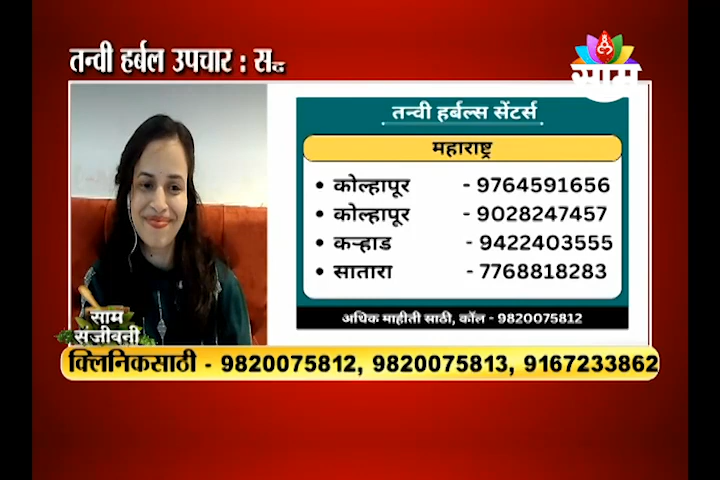 तन्वी हर्बल उपचार :
साम
तन्वी हर्बल्स सेंटर्स
महाराष्ट्र
• कोल्हापूर - 9764591656
• कोल्हापूर - 9028247457
• कऱ्हाड - 9422403555
• सातारा - 7768818283
अधिक माहीती साठी, कॉल - 9820075812
साम
संजीवनी
क्लिनिकसाठी - 9820075812, 9820075813, 9167233862